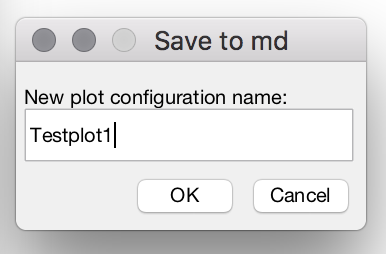 Save to md
New plot configuration name:
Testplot1
OK Cancel